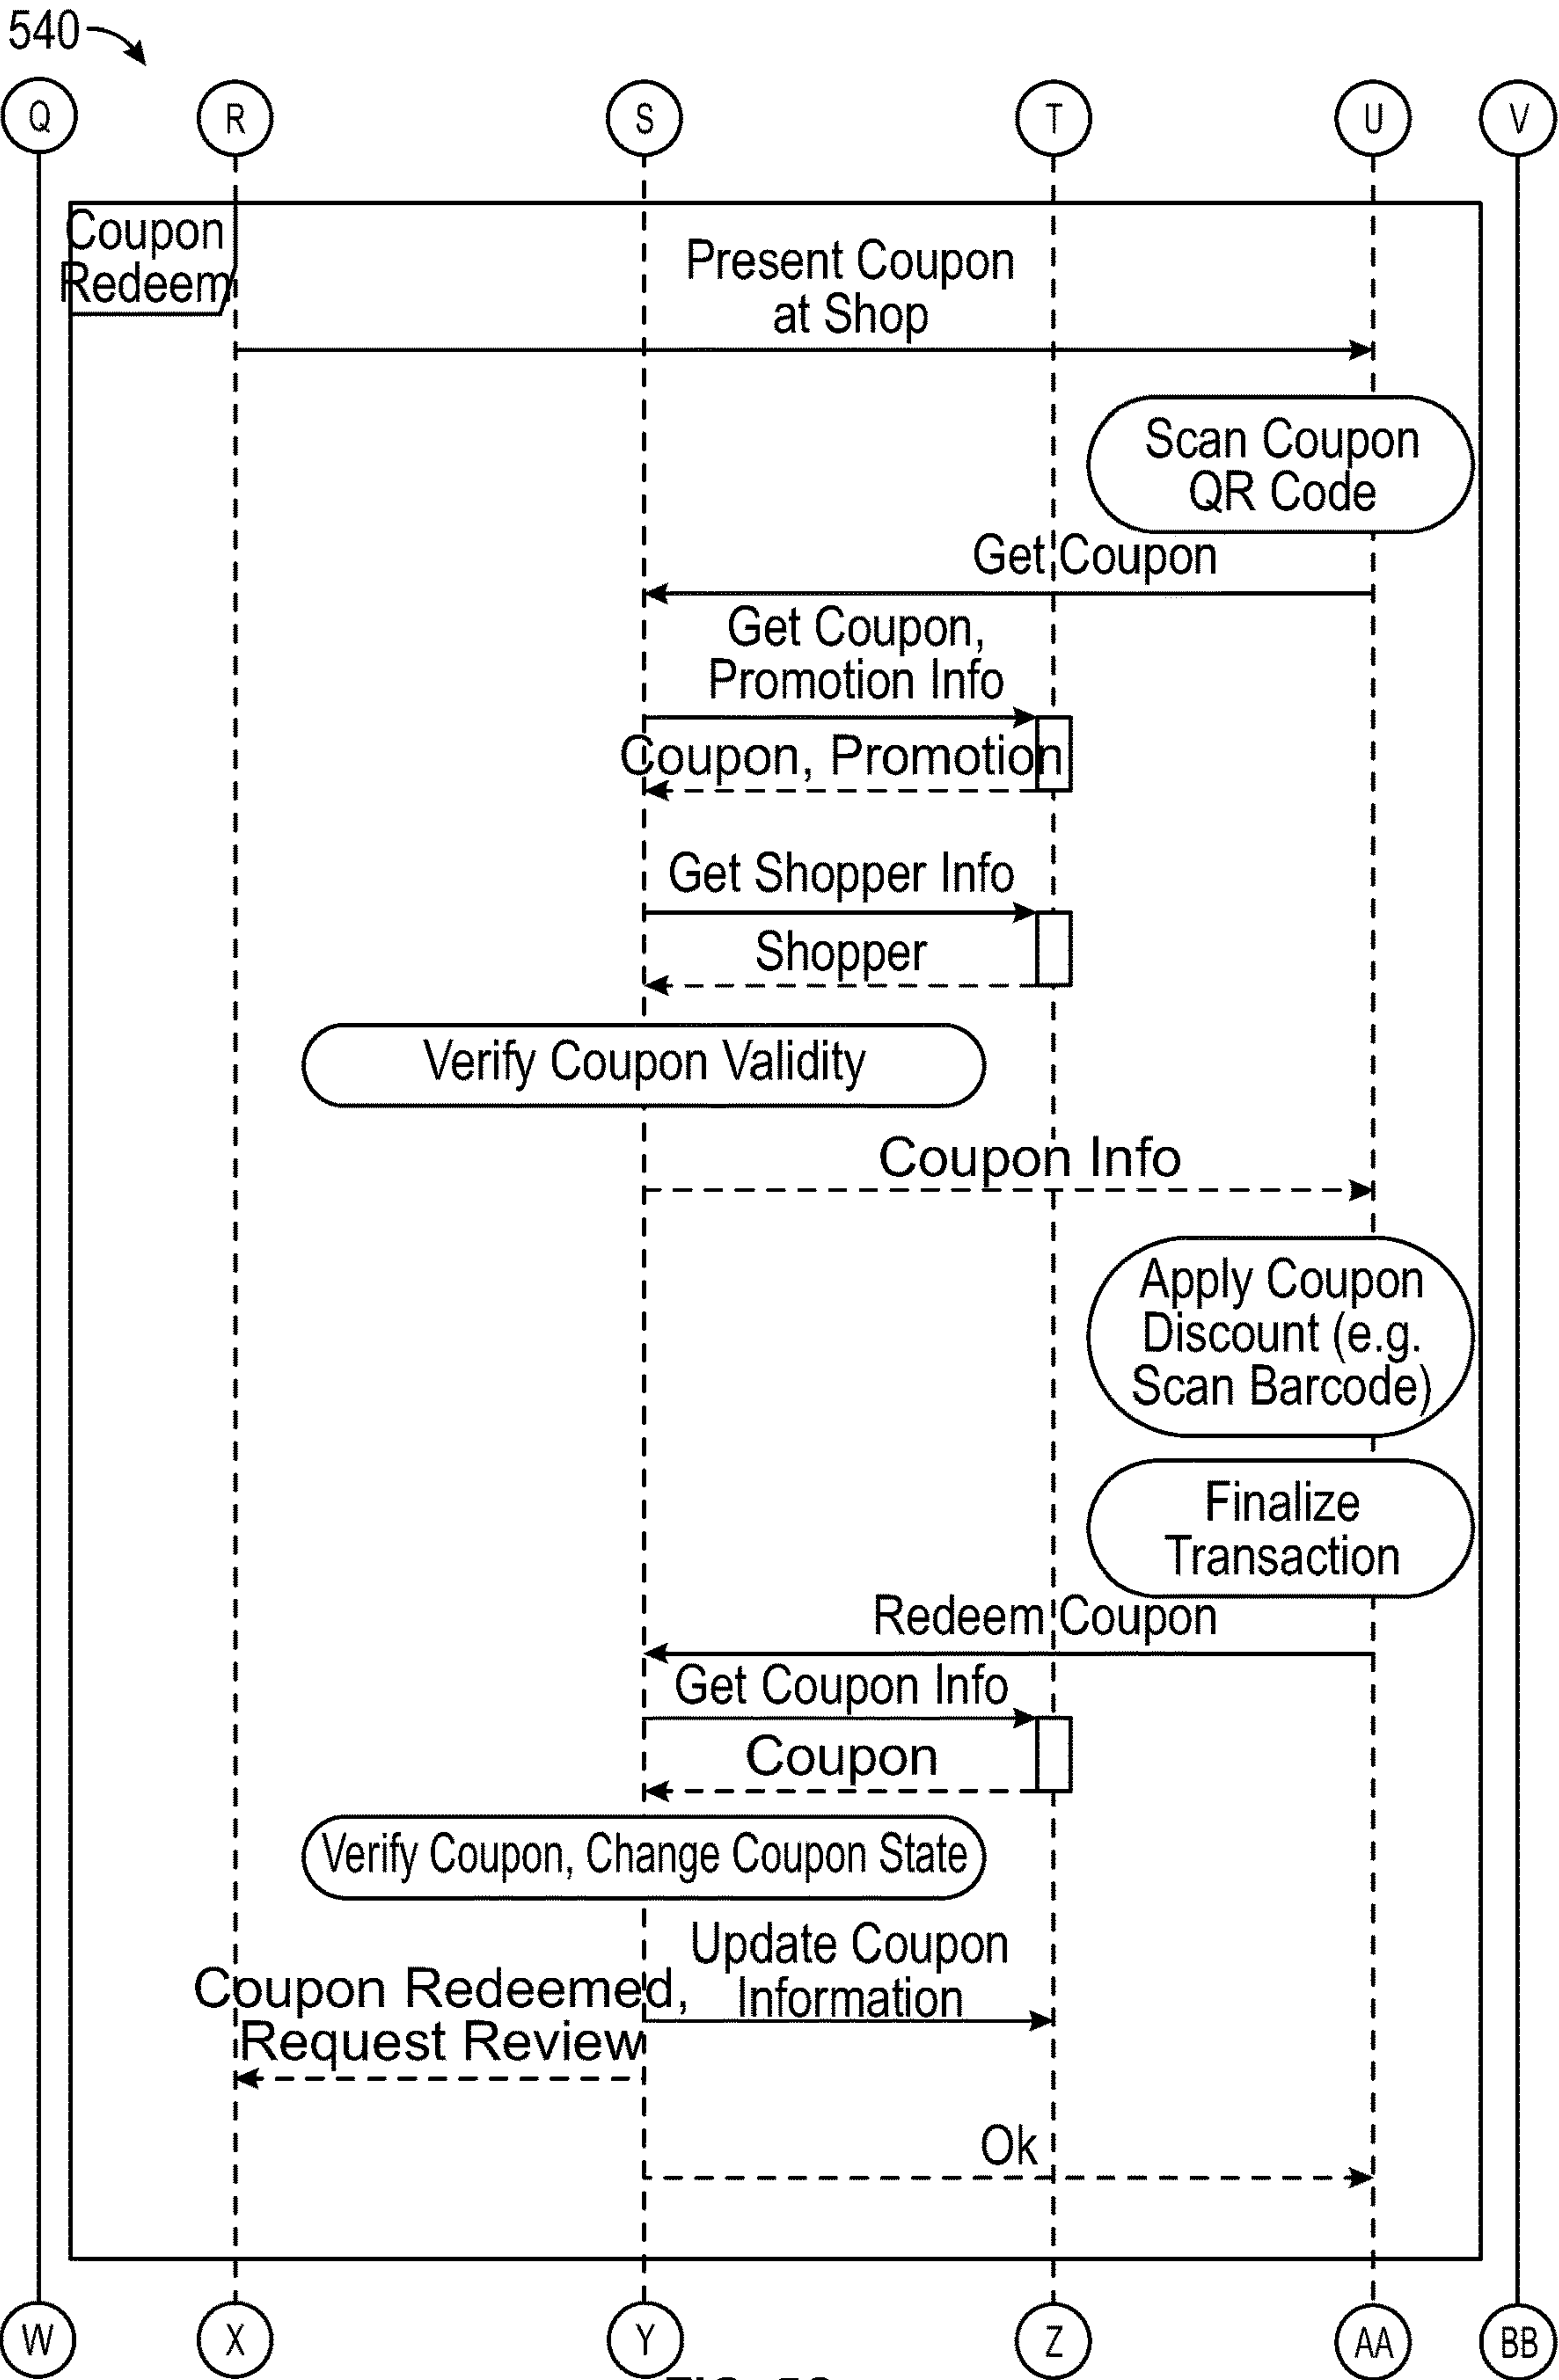 540
Q
R
S
T
U
V
Coupon
Redeem
Present Coupon
at Shop
Scan Coupon
QR Code
Get Coupon
Get Coupon,
Promotion Info
Coupon, Promotion
Get Shopper Info
Shopper
Verify Coupon Validity
Coupon Info
Apply Coupon
Discount (e.g.
Scan Barcode)
Finalize
Transaction
Redeem Coupon
Get Coupon Info
Coupon
Verify Coupon, Change Coupon State
Update Coupon
Information
Coupon Redeemed,
Request Review
Ok
W
X
Y
Z
AA
BB